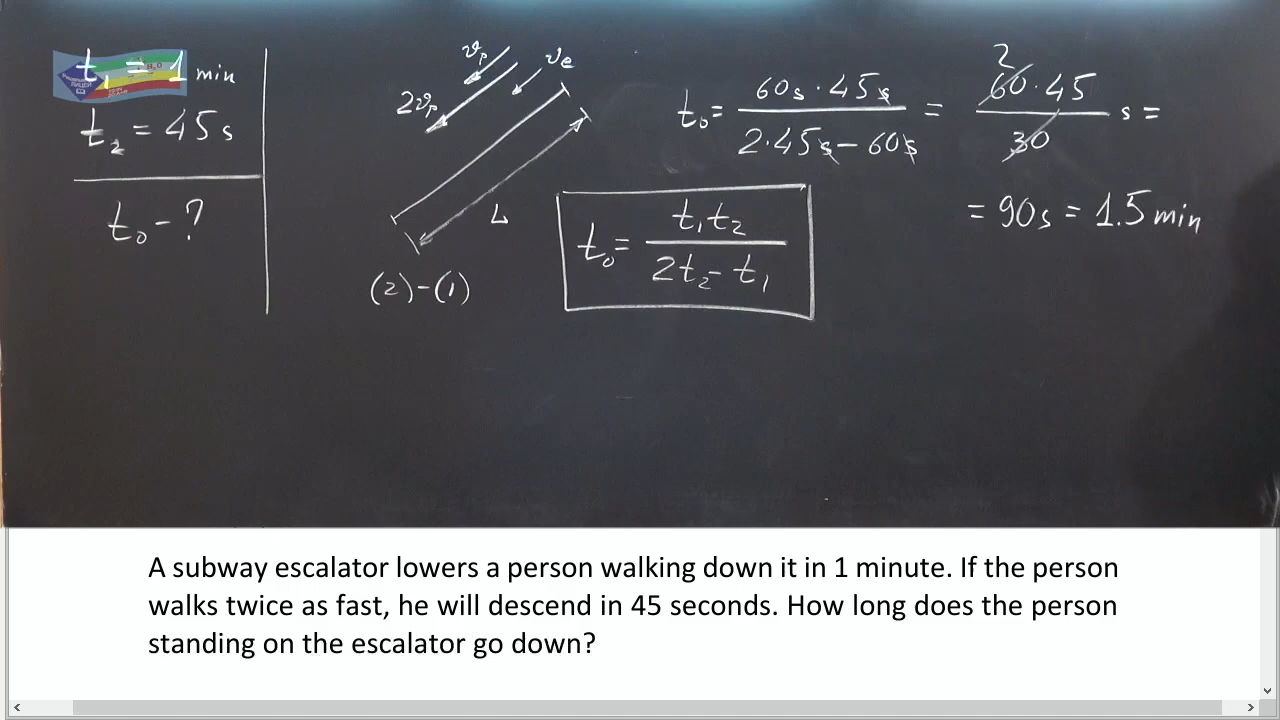 t₁ = 1 min
t₂ = 45 s
t₀ - ?
𝒱p
𝒱e
2𝒱p
L
(2)-(1)
t₀ = t₁t₂ / (2t₂ - t₁)
t₀ = 60s · 45s / (2·45s - 60s) = 60·45 / 30 s =
2
= 90s = 1.5 min
A subway escalator lowers a person walking down it in 1 minute. If the person
walks twice as fast, he will descend in 45 seconds. How long does the person
standing on the escalator go down?